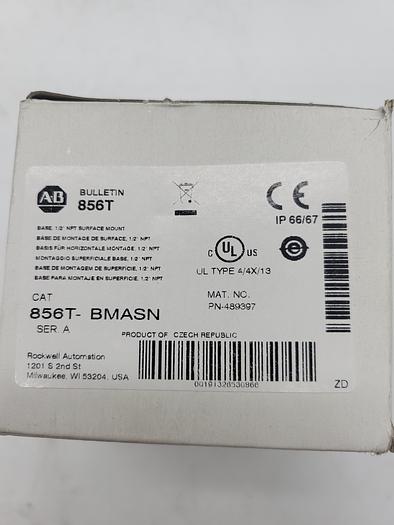 AB
BULLETIN
856T
CE
IP 66/67
BASE, 1/2" NPT SURFACE MOUNT
BASE DE MONTAGE DE SURFACE, 1/2" NPT
BASIS FÜR HORIZONTALE MONTAGE, 1/2" NPT
MONTAGGIO SUPERFICIALE BASE, 1/2" NPT
BASE DE MONTAGEM DE SUPERFICIE, 1/2" NPT
BASE PARA MONTAJE EN SUPERFICIE, 1/2" NPT
C UL US
UL TYPE 4/4X/13
CAT
856T- BMASN
SER. A
MAT. NO.
PN-489397
PRODUCT OF CZECH REPUBLIC
Rockwell Automation
1201 S 2nd St
Milwaukee, WI 53204, USA
ZD